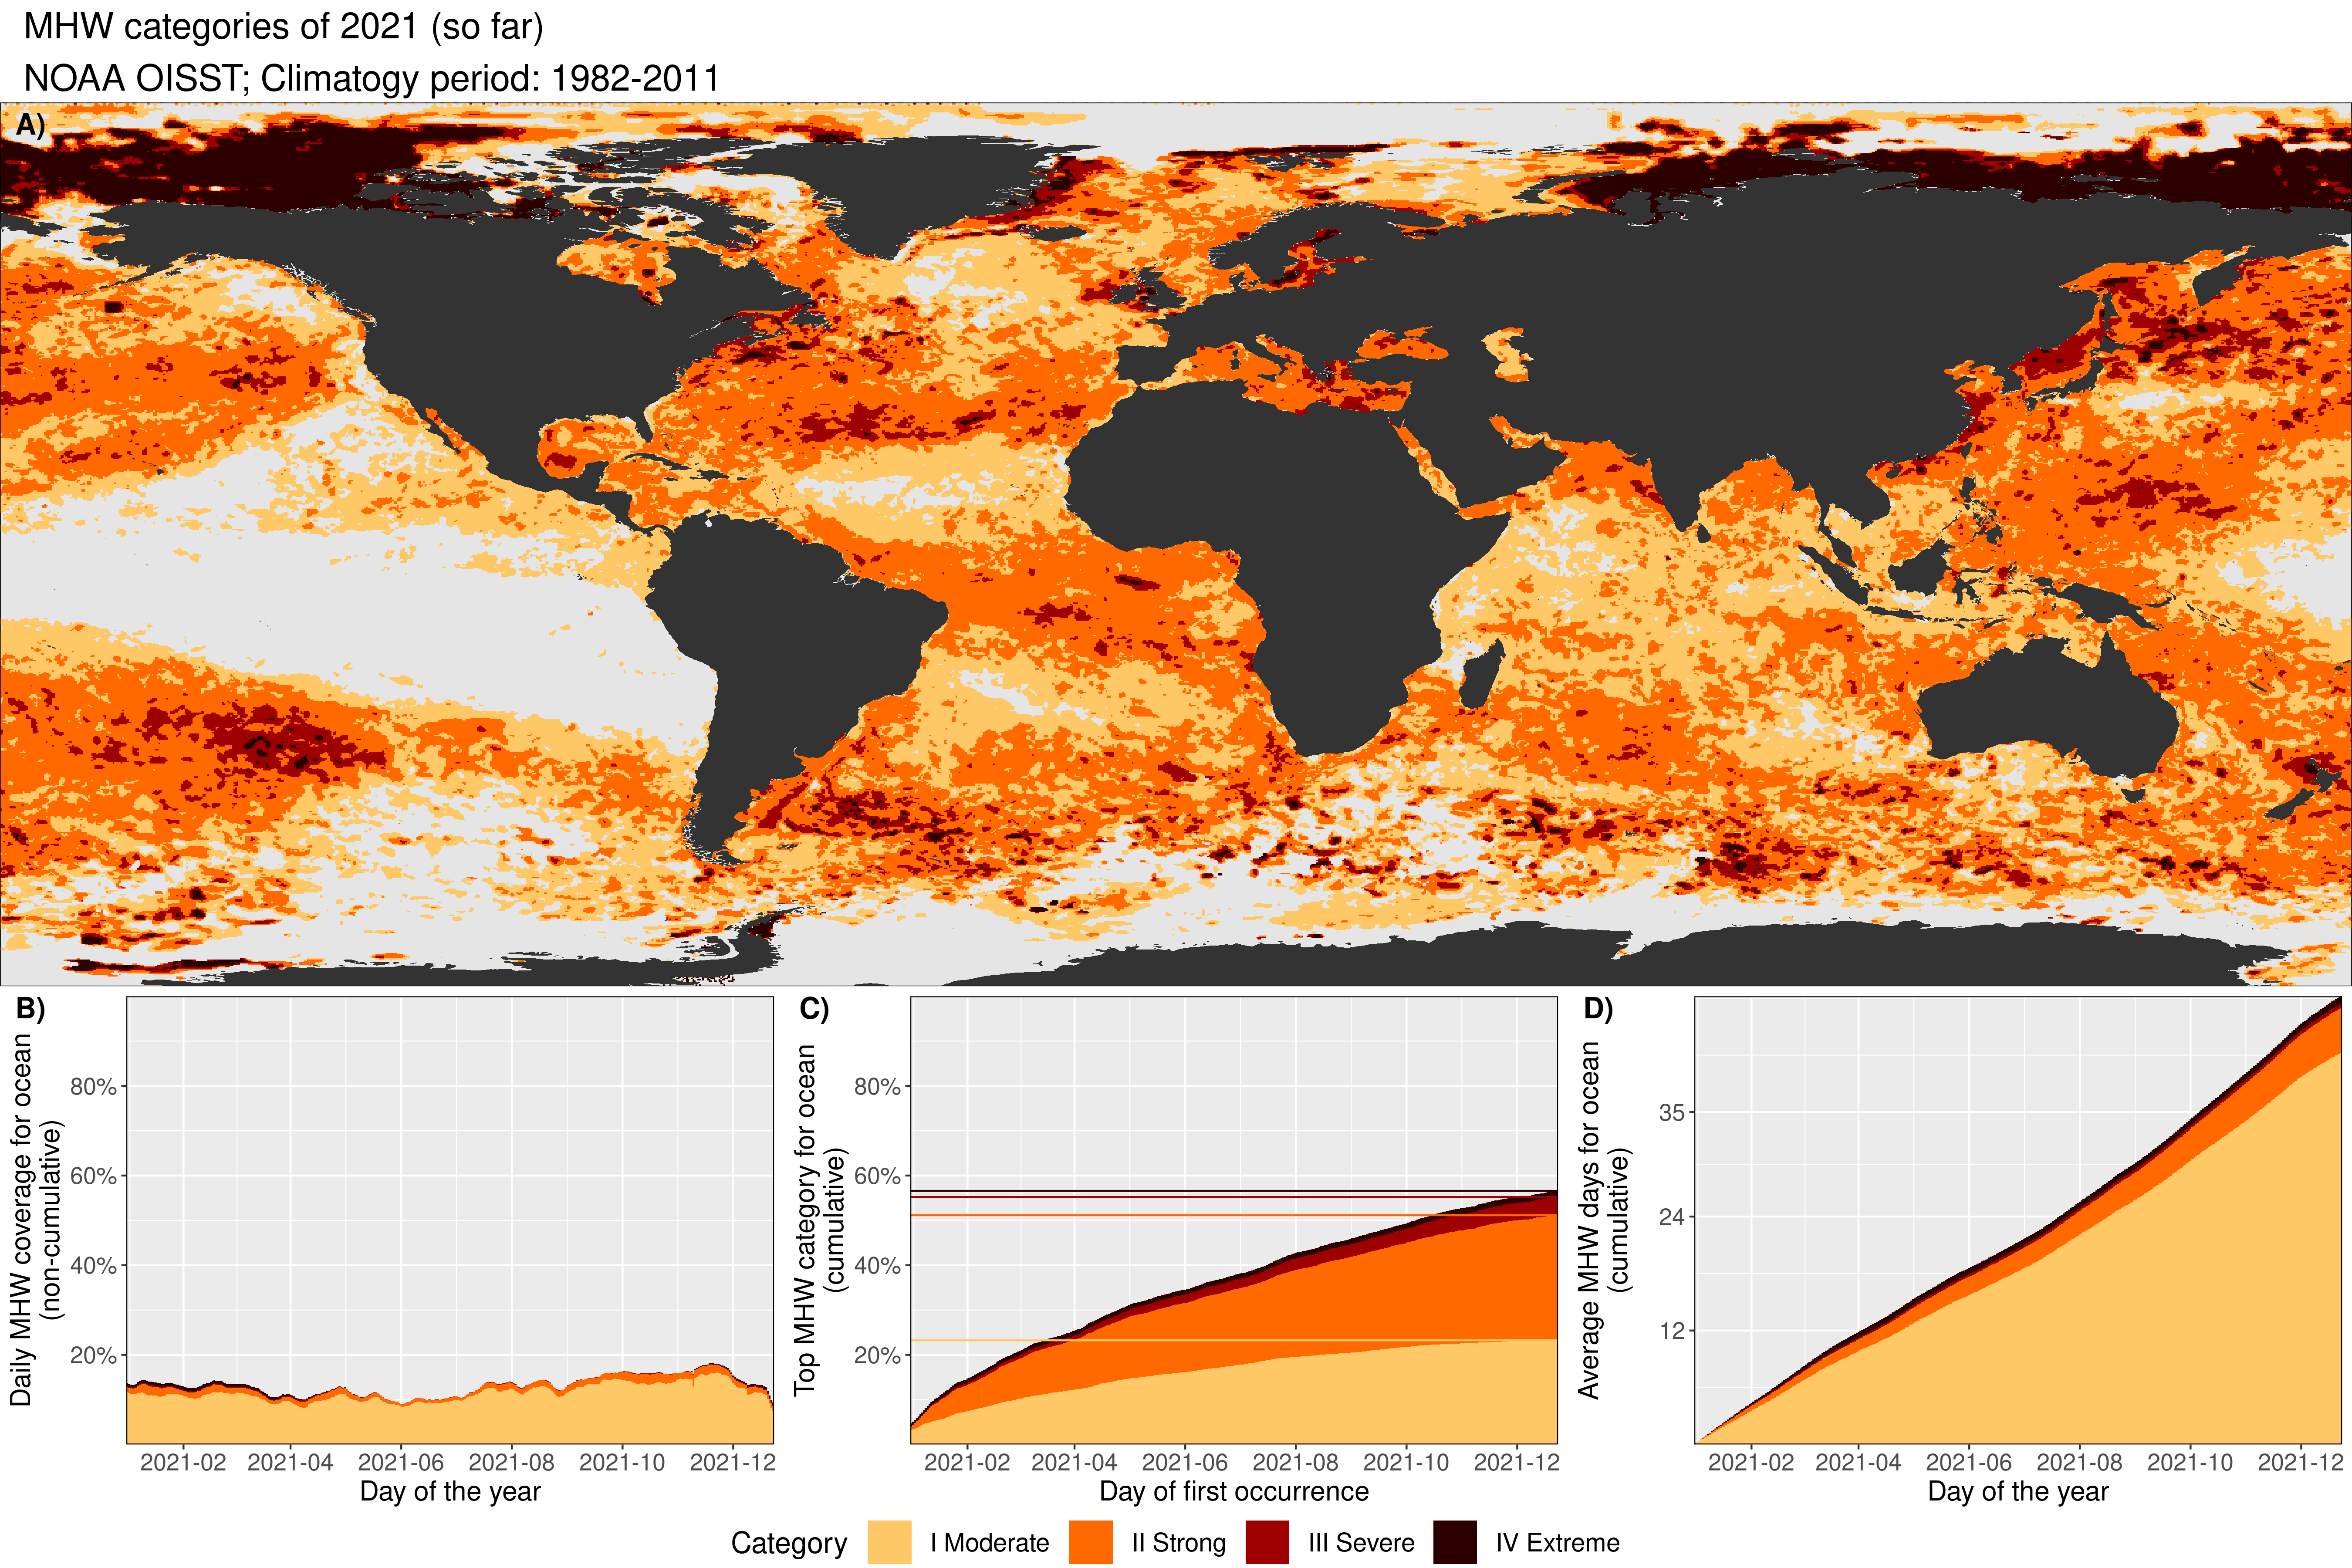 MHW categories of 2021 (so far)
NOAA OISST; Climatogy period: 1982-2011
A)
B)
Daily MHW coverage for ocean
(non-cumulative)
80%
60%
40%
20%
2021-02 2021-04 2021-06 2021-08 2021-10 2021-12
Day of the year
C)
Top MHW category for ocean
(cumulative)
80%
60%
40%
20%
2021-02 2021-04 2021-06 2021-08 2021-10 2021-12
Day of first occurrence
D)
Average MHW days for ocean
(cumulative)
35
24
12
2021-02 2021-04 2021-06 2021-08 2021-10 2021-12
Day of the year
Category I Moderate II Strong III Severe IV Extreme